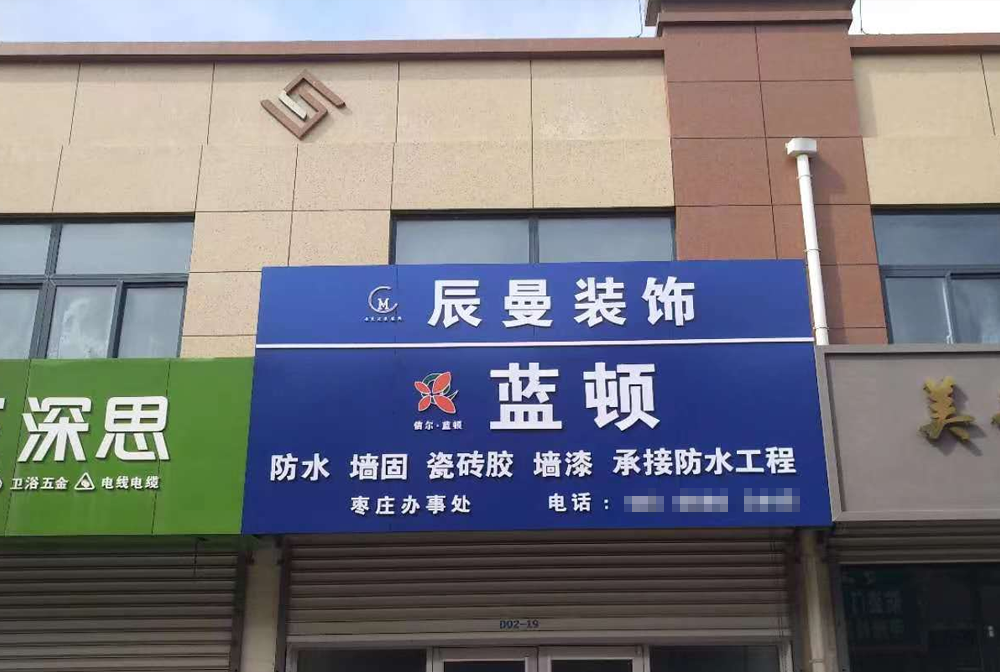 辰曼装饰
M
蓝顿
信尔·蓝顿
防水 墙固 瓷砖胶 墙漆 承接防水工程
枣庄办事处 电话：
深思
卫浴五金 电线电缆
美
D02-19